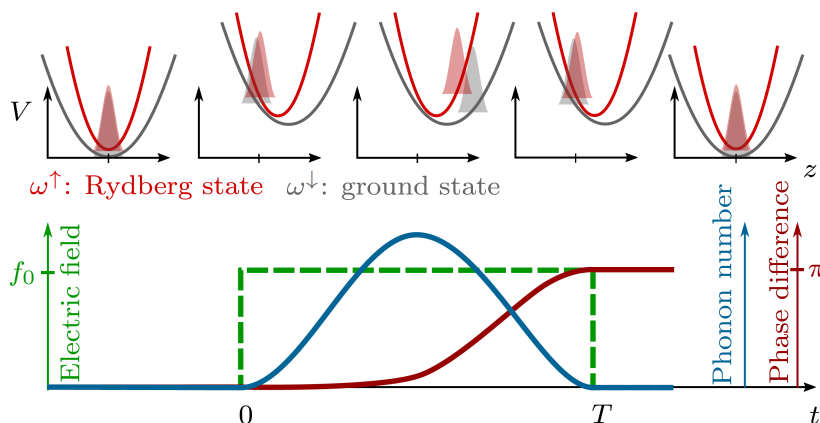 V
z
ω↑: Rydberg state ω↓: ground state
f₀
Electric field
Phonon number
Phase difference
π
0
T
t